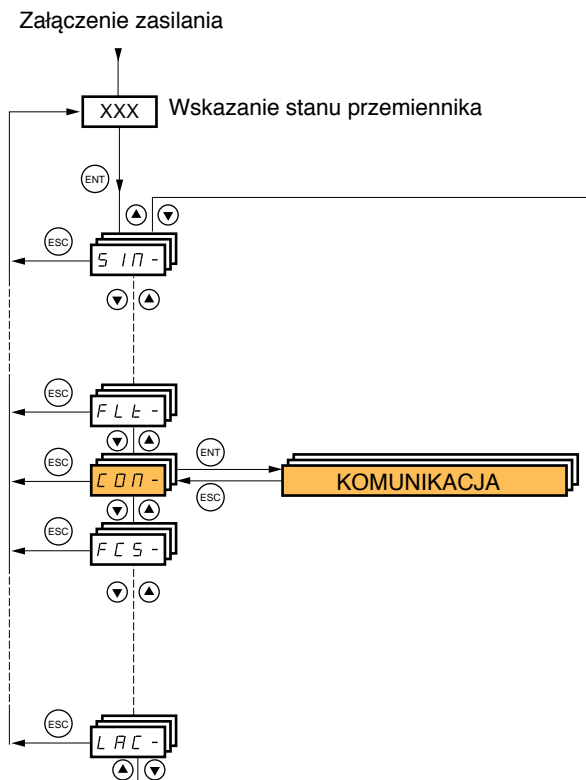 Załączenie zasilania
XXX Wskazanie stanu przemiennika
ENT
ESC
SIM-
ESC
FLt-
ESC
COM-
ENT
ESC
KOMUNIKACJA
ESC
FCS-
ESC
LAC-